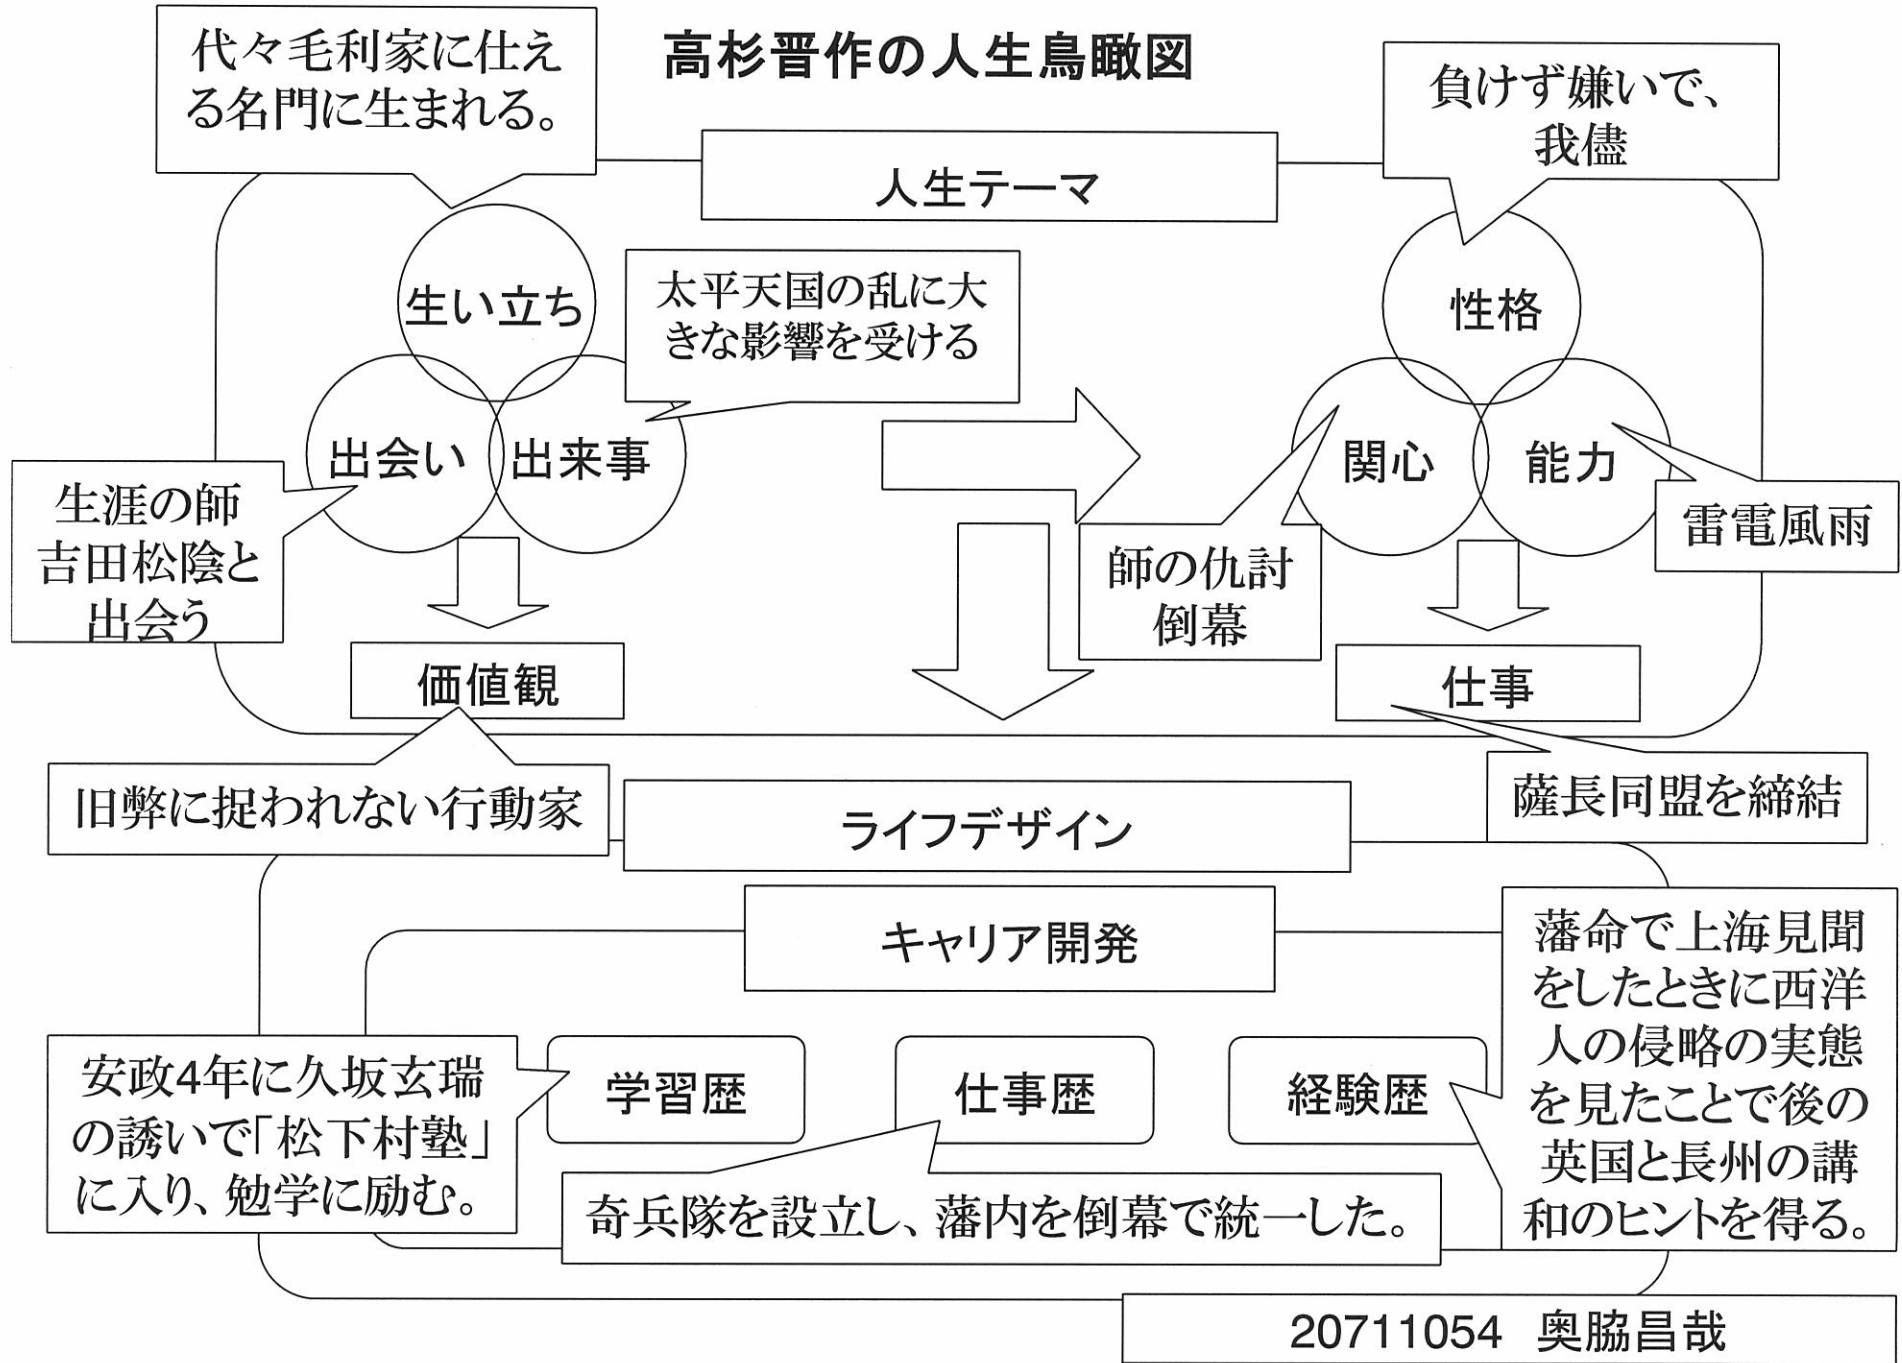 高杉晋作の人生鳥瞰図
代々毛利家に仕え
る名門に生まれる。
負けず嫌いで、
我儘
人生テーマ
生い立ち
太平天国の乱に大
きな影響を受ける
性格
出会い
出来事
関心
能力
生涯の師
吉田松陰と
出会う
雷電風雨
師の仇討
倒幕
価値観
仕事
旧弊に捉われない行動家
薩長同盟を締結
ライフデザイン
キャリア開発
藩命で上海見聞
をしたときに西洋
人の侵略の実態
を見たことで後の
英国と長州の講
和のヒントを得る。
安政4年に久坂玄瑞
の誘いで「松下村塾」
に入り、勉学に励む。
学習歴
仕事歴
経験歴
奇兵隊を設立し、藩内を倒幕で統一した。
20711054 奥脇昌哉